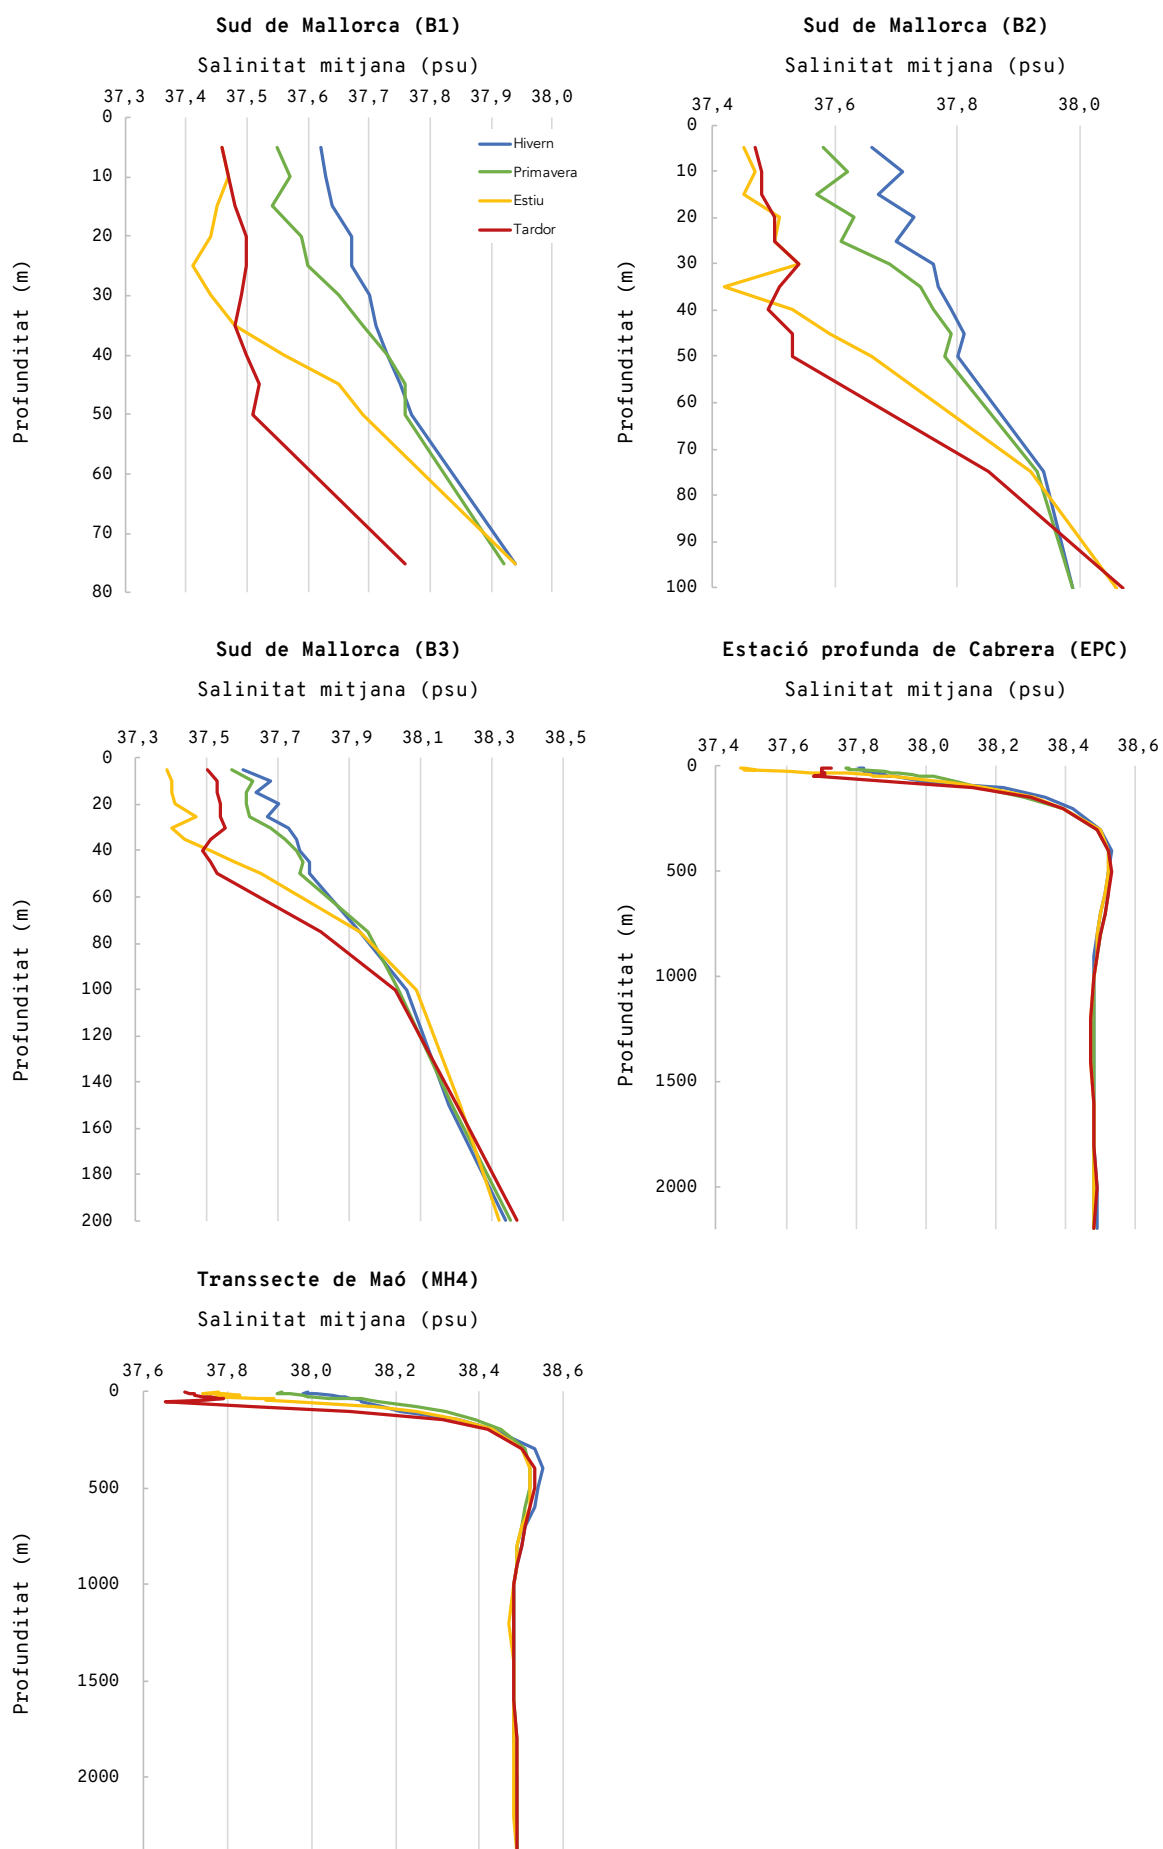 Sud de Mallorca (B1)
Salinitat mitjana (psu)
37,3 37,4 37,5 37,6 37,7 37,8 37,9 38,0
0
10
20
30
40
50
60
70
80
Profunditat (m)
Hivern
Primavera
Estiu
Tardor
Sud de Mallorca (B2)
Salinitat mitjana (psu)
37,4 37,6 37,8 38,0
0
10
20
30
40
50
60
70
80
90
100
Profunditat (m)
Sud de Mallorca (B3)
Salinitat mitjana (psu)
37,3 37,5 37,7 37,9 38,1 38,3 38,5
0
20
40
60
80
100
120
140
160
180
200
Profunditat (m)
Estació profunda de Cabrera (EPC)
Salinitat mitjana (psu)
37,4 37,6 37,8 38,0 38,2 38,4 38,6
0
500
1000
1500
2000
Profunditat (m)
Transsecte de Maó (MH4)
Salinitat mitjana (psu)
37,6 37,8 38,0 38,2 38,4 38,6
0
500
1000
1500
2000
Profunditat (m)